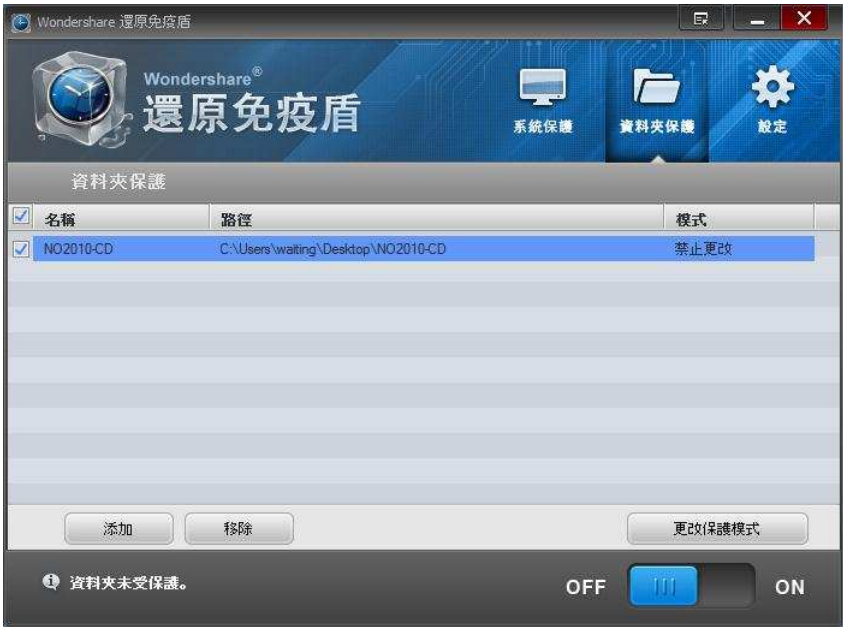 Wondershare 還原免疫盾
Wondershare®
還原免疫盾
系統保護
資料夾保護
設定
資料夾保護
名稱
路徑
模式
NO2010-CD
C:\Users\waiting\Desktop\NO2010-CD
禁止更改
添加
移除
更改保護模式
資料夾未受保護。
OFF
ON